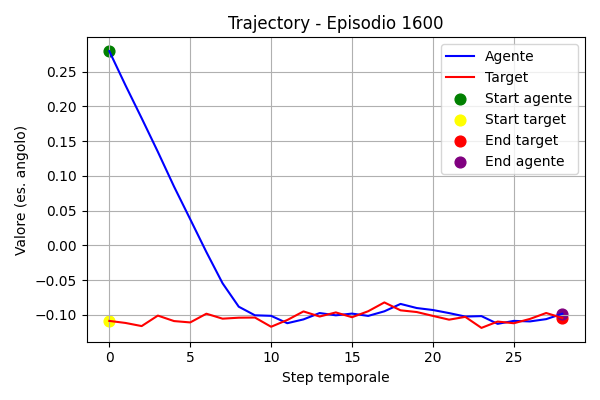 Trajectory - Episodio 1600
Valore (es. angolo)
0.25
0.20
0.15
0.10
0.05
0.00
−0.05
−0.10
Agente
Target
Start agente
Start target
End target
End agente
0 5 10 15 20 25
Step temporale